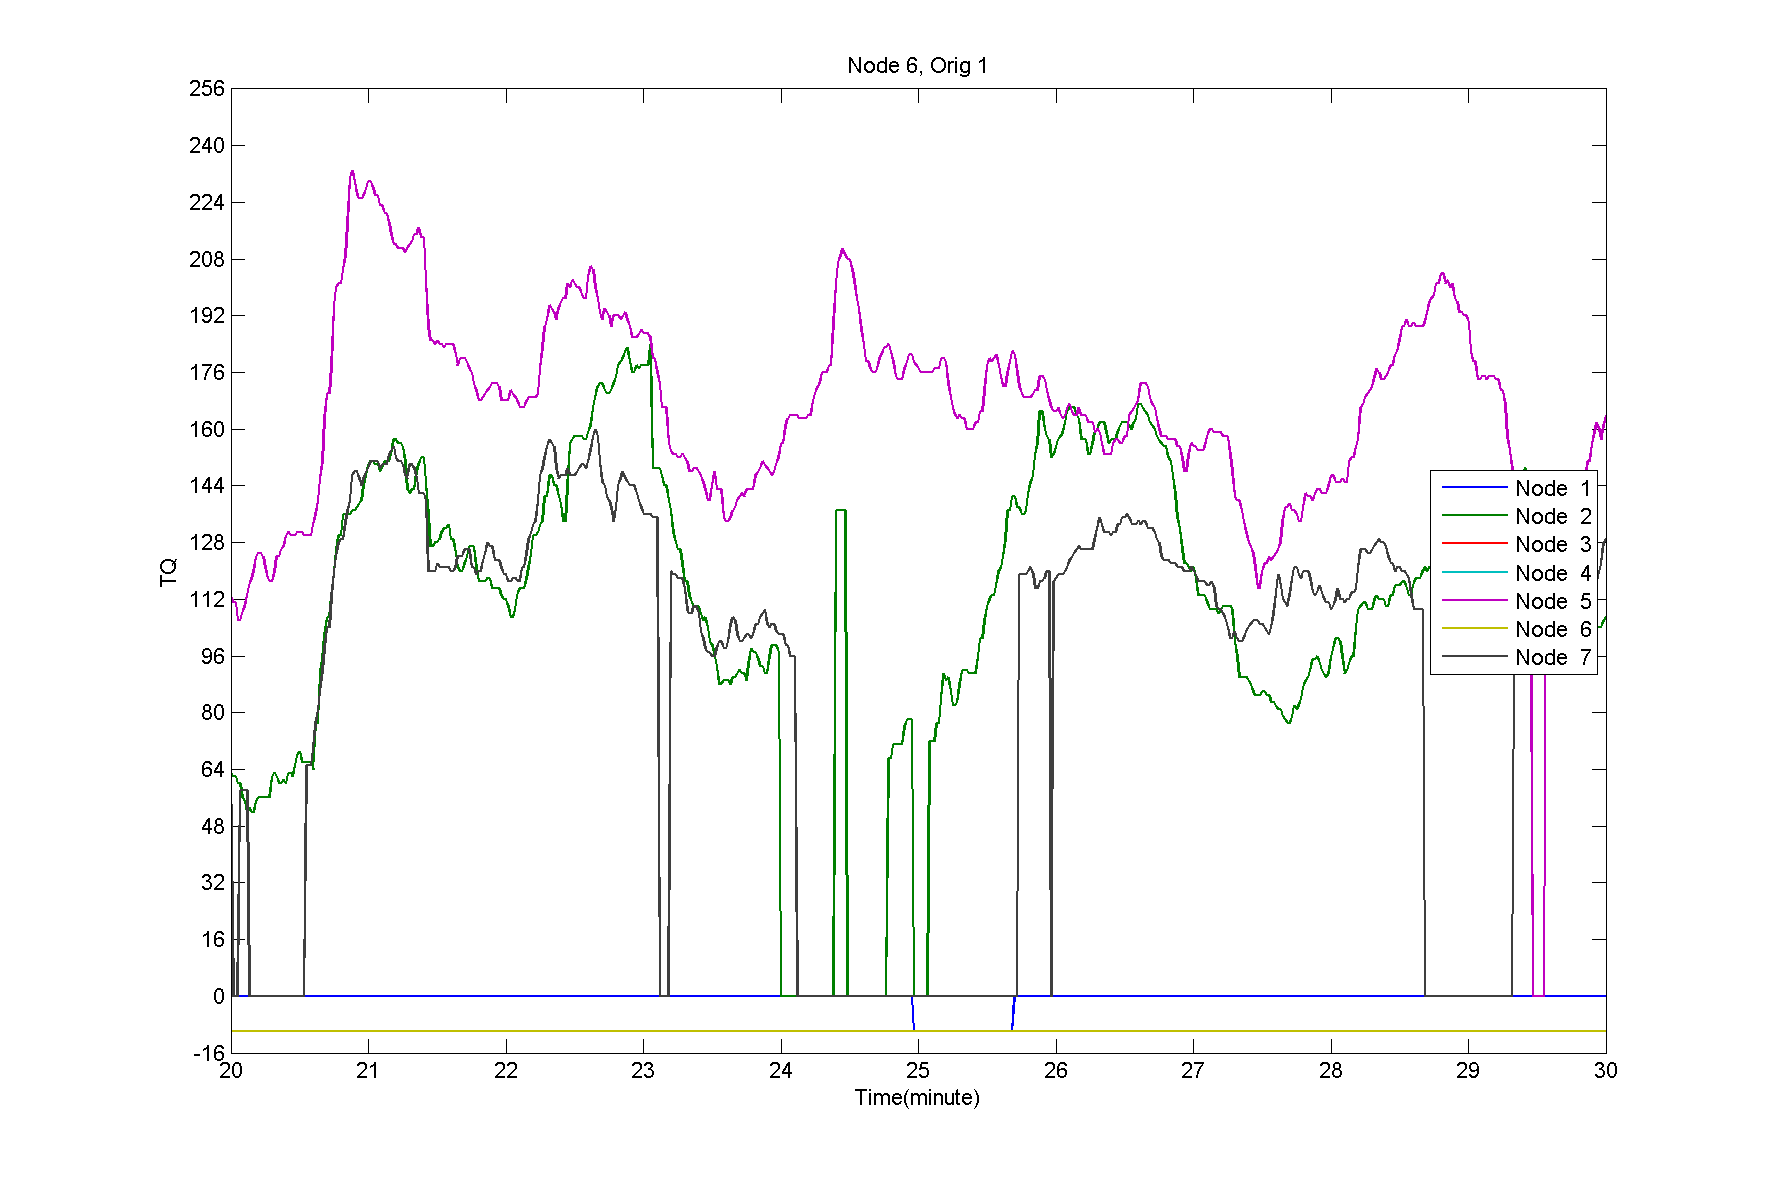 Node 6, Orig 1
256
240
224
208
192
176
160
144
128
112
96
80
64
48
32
16
0
-16
TQ
Node 1
Node 2
Node 3
Node 4
Node 5
Node 6
Node 7
20 21 22 23 24 25 26 27 28 29 30
Time(minute)